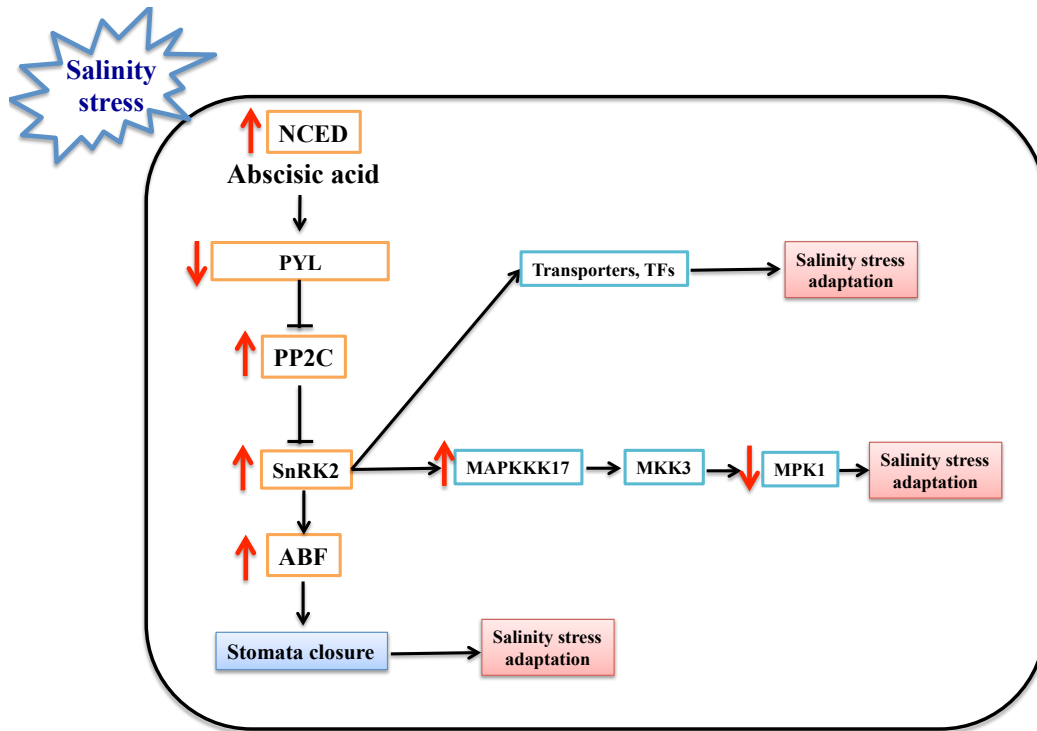 Salinity
stress
NCED
Abscisic acid
PYL
Transporters, TFs
Salinity stress
adaptation
PP2C
SnRK2
MAPKKK17
MKK3
MPK1
Salinity stress
adaptation
ABF
Stomata closure
Salinity stress
adaptation